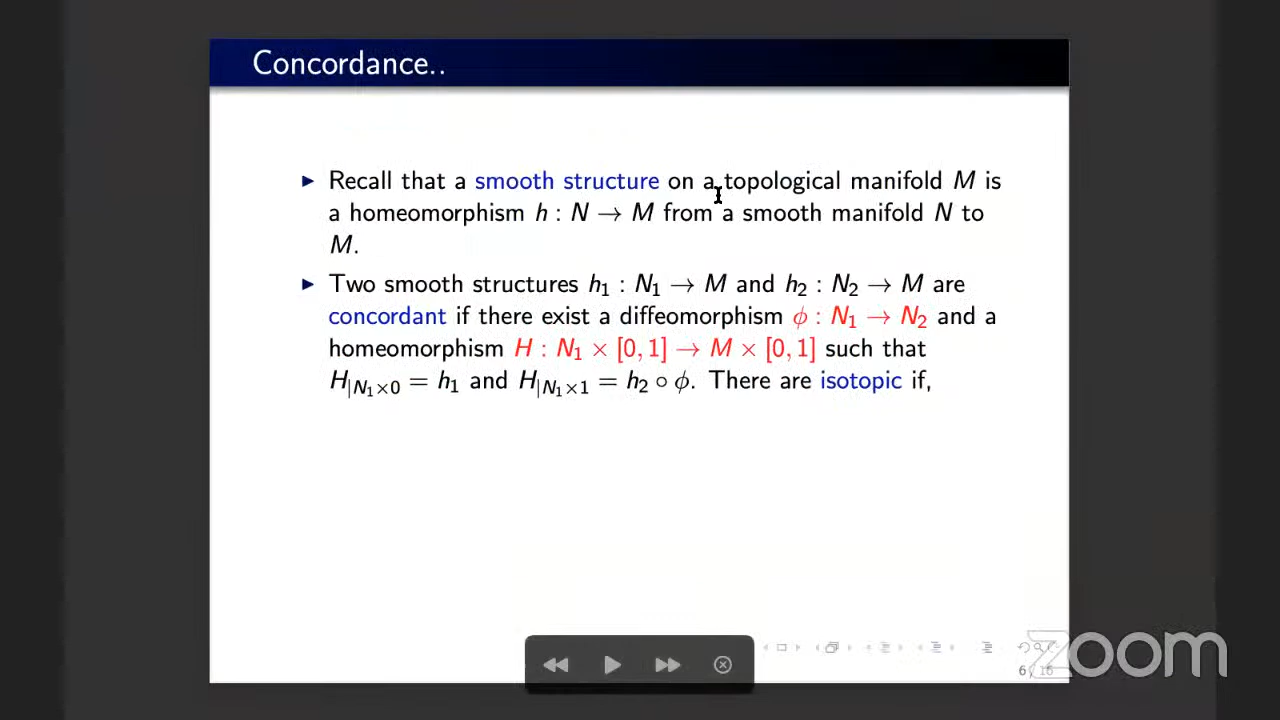 Concordance..
Recall that a smooth structure on a topological manifold M is
a homeomorphism h : N → M from a smooth manifold N to
M.
Two smooth structures h₁ : N₁ → M and h₂ : N₂ → M are
concordant if there exist a diffeomorphism ϕ : N₁ → N₂ and a
homeomorphism H : N₁ × [0, 1] → M × [0, 1] such that
H|N₁×0 = h₁ and H|N₁×1 = h₂ ∘ ϕ. There are isotopic if,
6 / 16
zoom